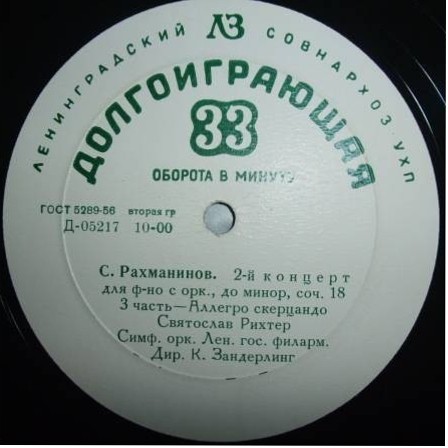 ЛЕНИНГРАДСКИЙ ЛЗ СОВНАРХОЗ УХП
ДОЛГОИГРАЮЩАЯ
33
ОБОРОТА В МИНУТУ
ГОСТ 5289-56 вторая гр
Д-05217 10-00
С. Рахманинов. 2-й концерт
для ф-но с орк., до минор, соч. 18
3 часть—Аллегро скерцандо
Святослав Рихтер
Симф. орк. Лен. гос. филарм.
Дир. К. Зандерлинг